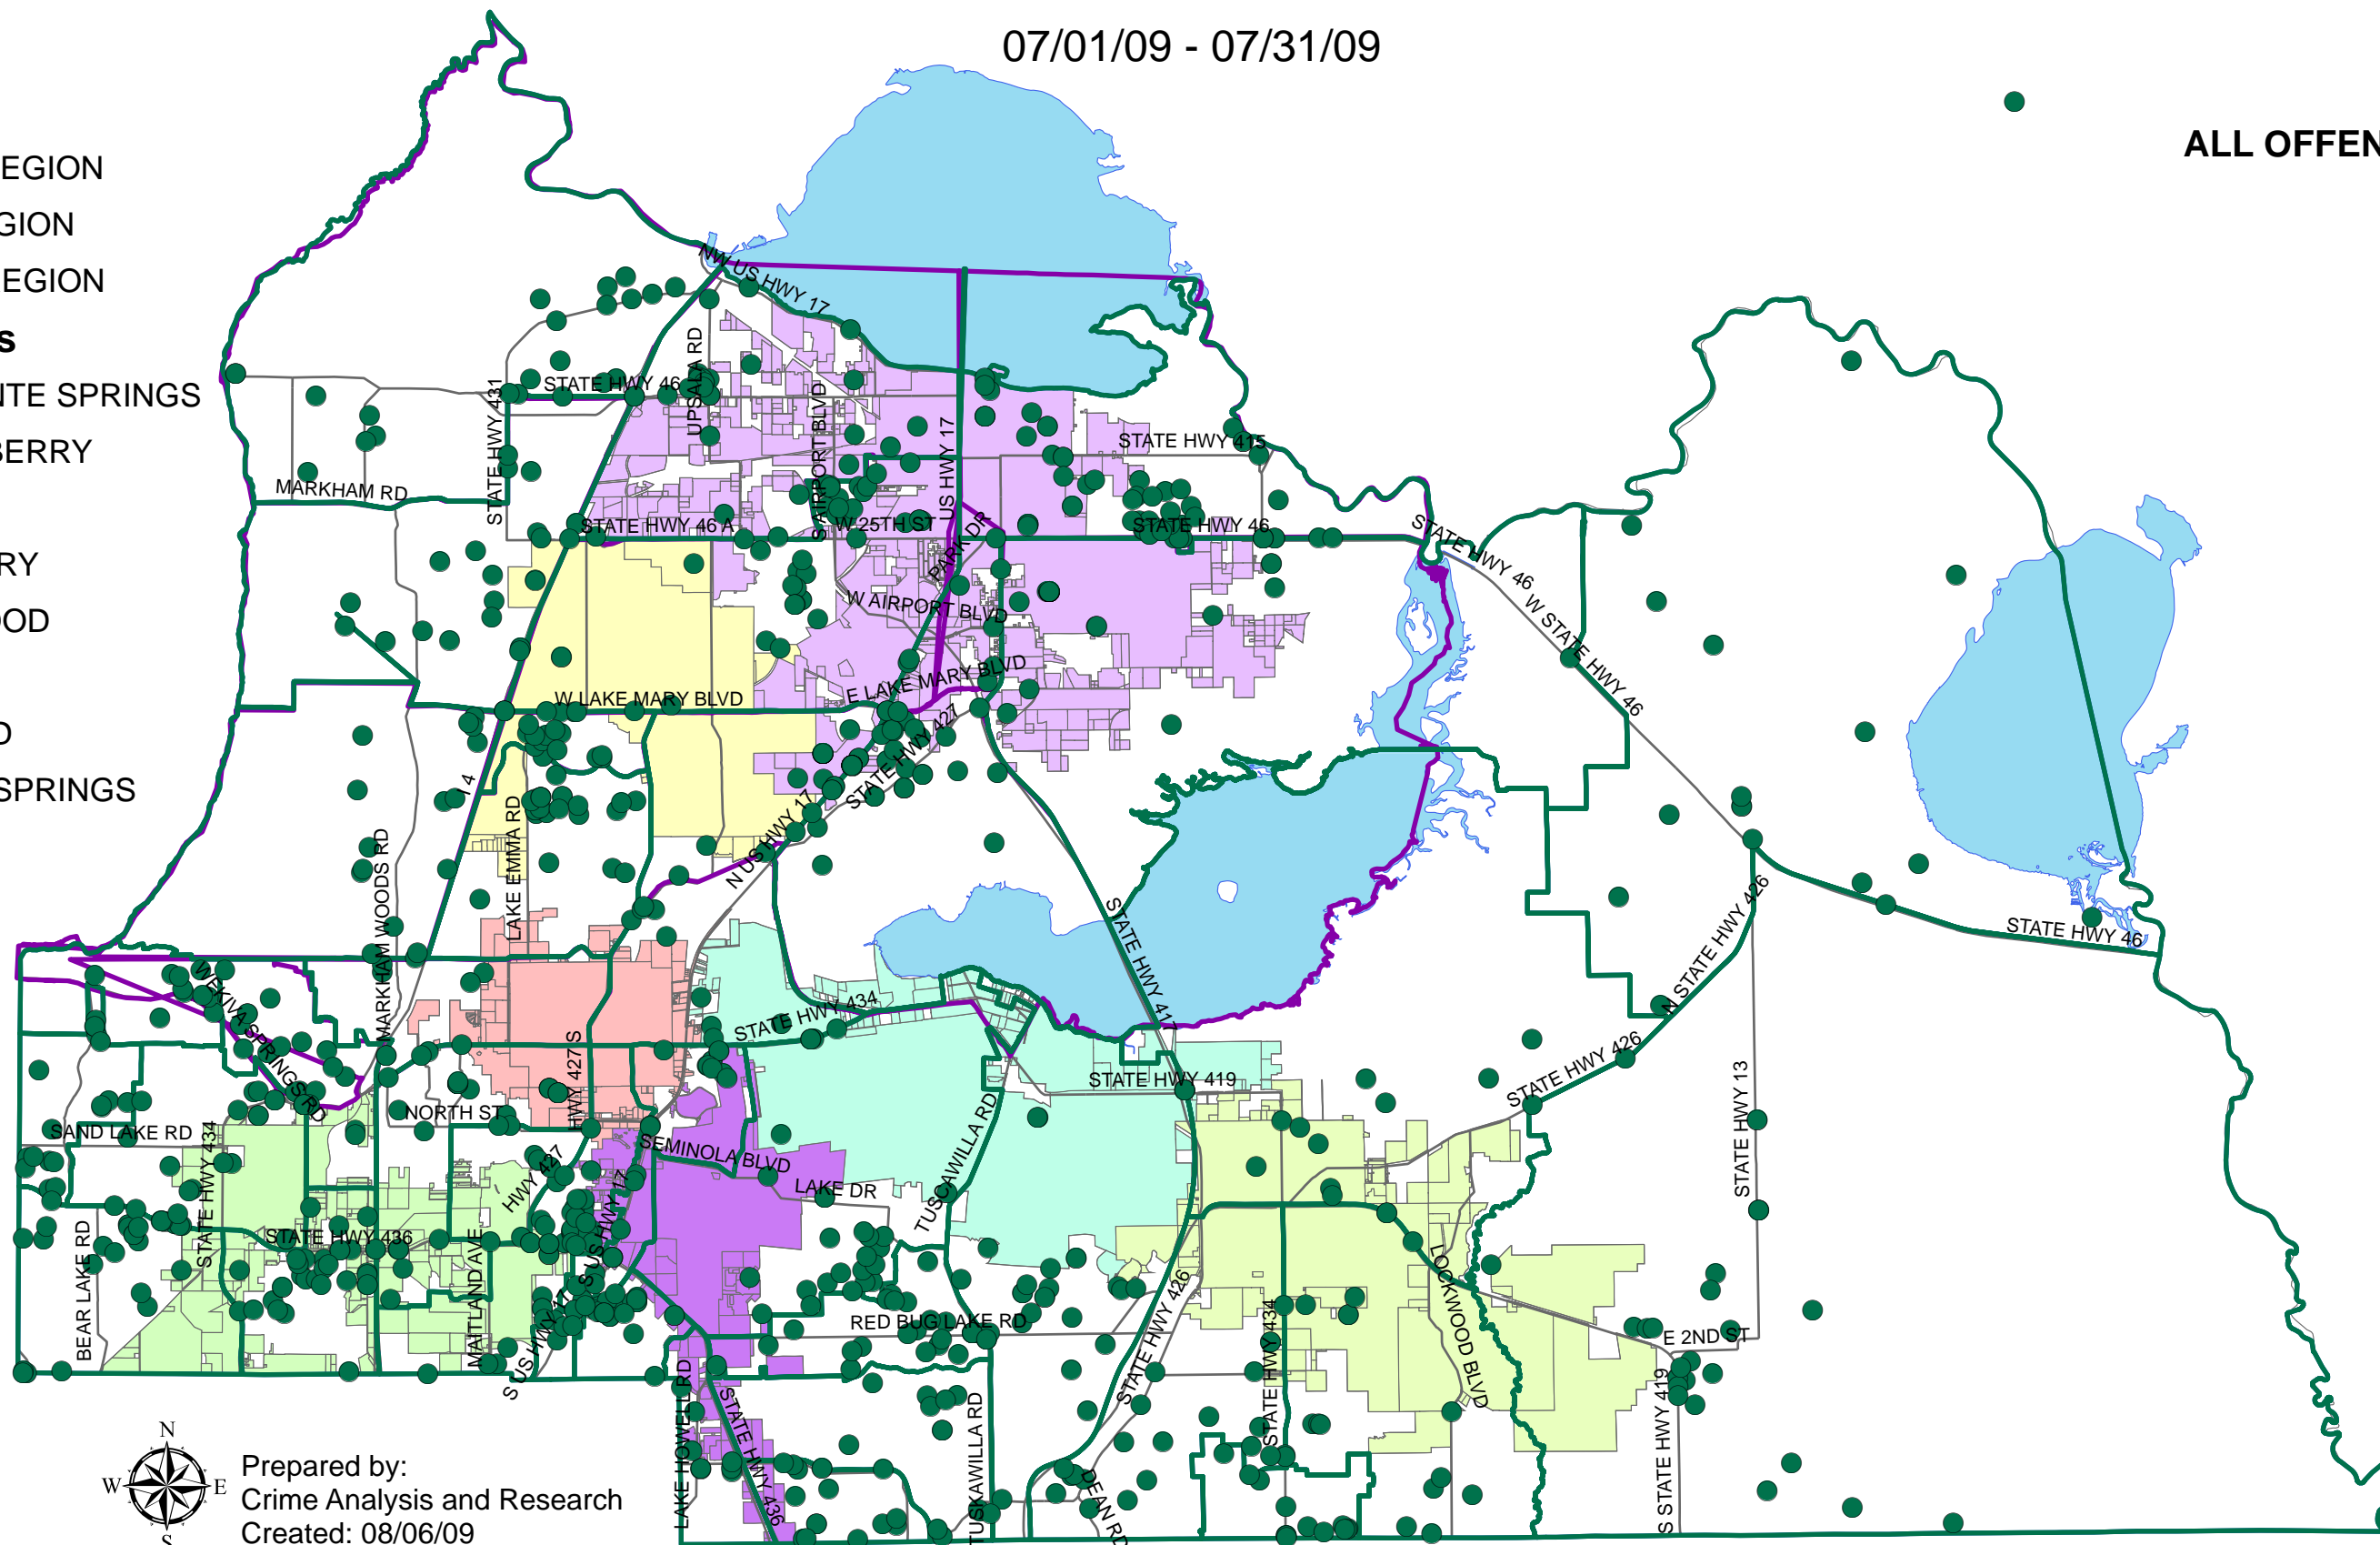 07/01/09 - 07/31/09
ALL OFFEN
EGION
GION
EGION
s
NTE SPRINGS
BERRY
RY
OOD
D
SPRINGS
NW US HWY 17
STATE HWY 46
UPSALA RD
STATE HWY 431
AIRPORT BLVD
S
US HWY 17
STATE HWY 415
MARKHAM RD
STATE HWY 46 A
W 25TH ST
STATE HWY 46
PARK DR
STATE HWY 46
W STATE HWY 46
W AIRPORT BLVD
E LAKE MARY BLVD
W LAKE MARY BLVD
STATE HWY 427
I 4
N US HWY 17
LAKE EMMA RD
MARKHAM WOODS RD
STATE HWY 417
N STATE HWY 426
STATE HWY 46
WEKIVA SPRINGS RD
STATE HWY 434
HWY 427 S
STATE HWY 426
STATE HWY 419
NORTH ST
SAND LAKE RD
STATE HWY 434
SEMINOLA BLVD
LAKE DR
TUSCAWILLA RD
STATE HWY 13
HWY 427
S US HWY 17
STATE HWY 436
BEAR LAKE RD
MAITLAND AVE
S US HWY 17
RED BUG LAKE RD
STATE HWY 426
STATE HWY 434
LOCKWOOD BLVD
E 2ND ST
S STATE HWY 419
LAKE HOWELL RD
STATE HWY 436
TUSKAWILLA RD
DEAN RD
N
W
E
S
Prepared by:
Crime Analysis and Research
Created: 08/06/09